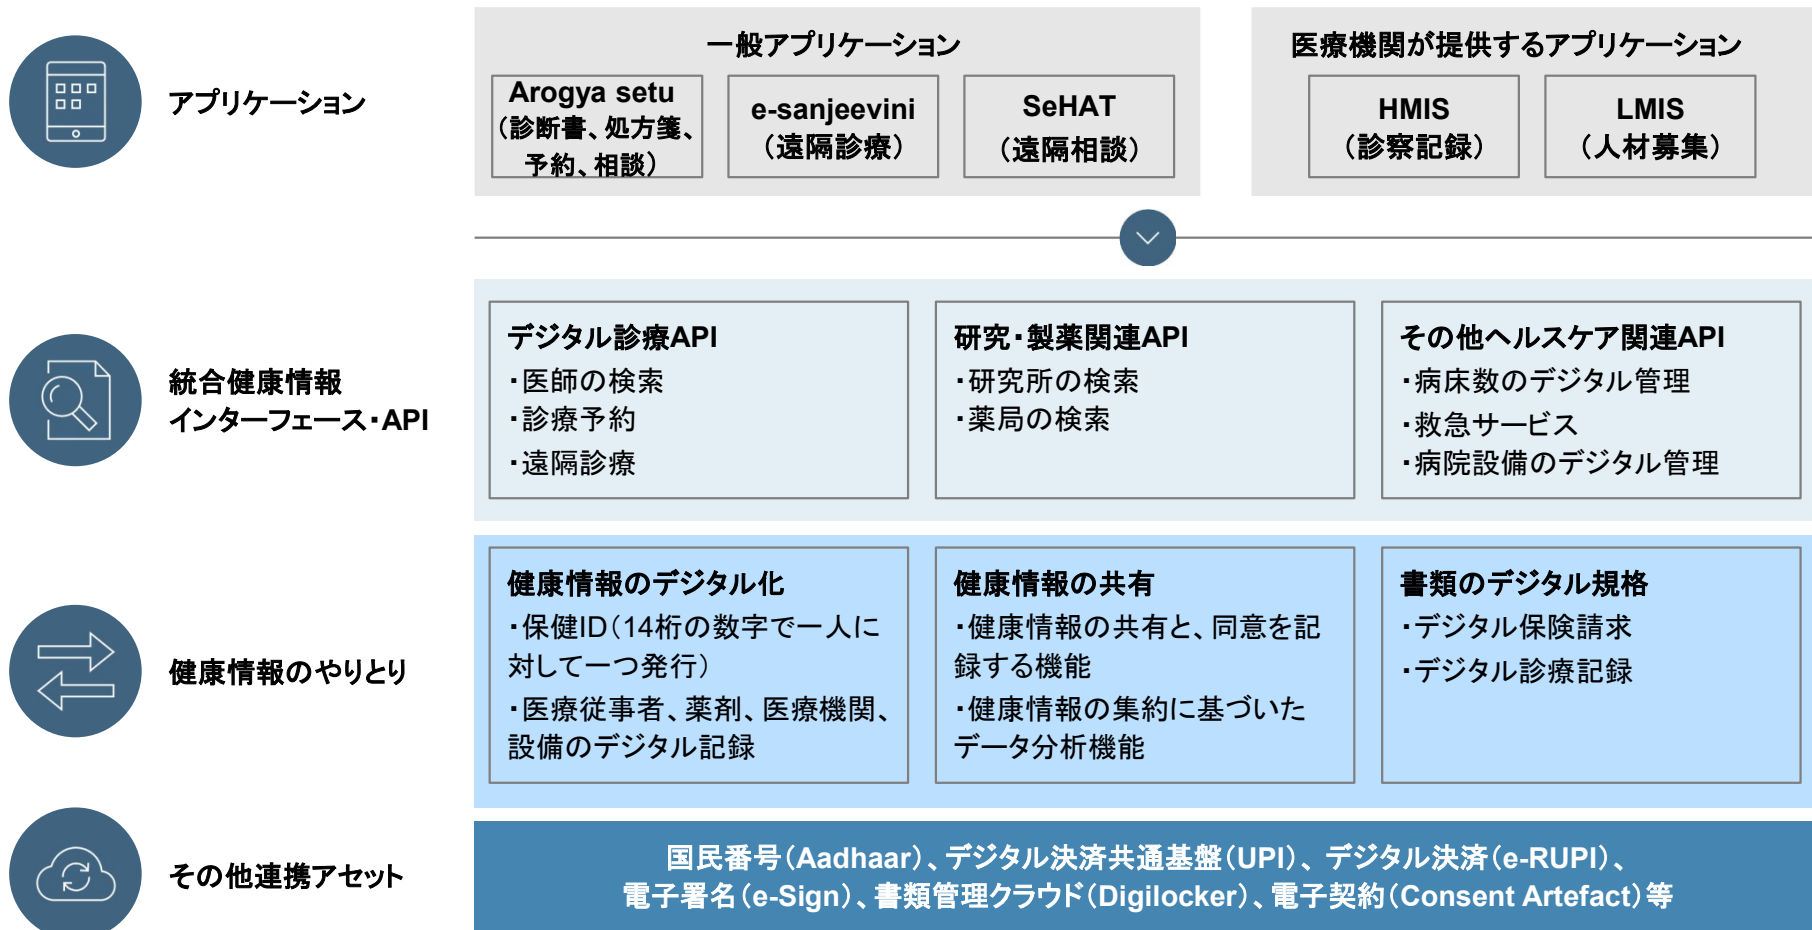 アプリケーション
一般アプリケーション
Arogya setu
（診断書、処方箋、
予約、相談）
e-sanjeevini
（遠隔診療）
SeHAT
（遠隔相談）
医療機関が提供するアプリケーション
HMIS
（診察記録）
LMIS
（人材募集）
統合健康情報
インターフェース・API
デジタル診療API
・医師の検索
・診療予約
・遠隔診療
研究・製薬関連API
・研究所の検索
・薬局の検索
その他ヘルスケア関連API
・病床数のデジタル管理
・救急サービス
・病院設備のデジタル管理
健康情報のやりとり
健康情報のデジタル化
・保健ID（14桁の数字で一人に
対して一つ発行）
・医療従事者、薬剤、医療機関、
設備のデジタル記録
健康情報の共有
・健康情報の共有と、同意を記
録する機能
・健康情報の集約に基づいた
データ分析機能
書類のデジタル規格
・デジタル保険請求
・デジタル診療記録
その他連携アセット
国民番号（Aadhaar）、デジタル決済共通基盤（UPI）、デジタル決済（e-RUPI）、
電子署名（e-Sign）、書類管理クラウド（Digilocker）、電子契約（Consent Artefact）等